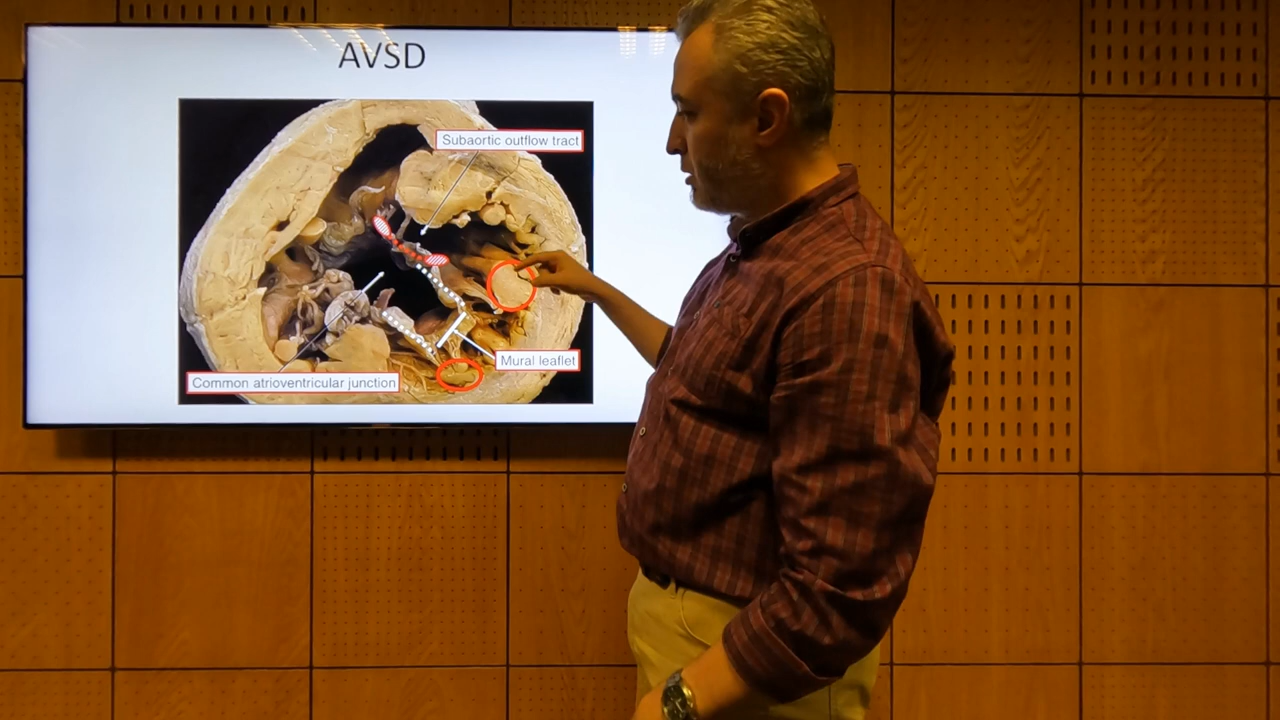 AVSD
Subaortic outflow tract
Mural leaflet
Common atrioventricular junction